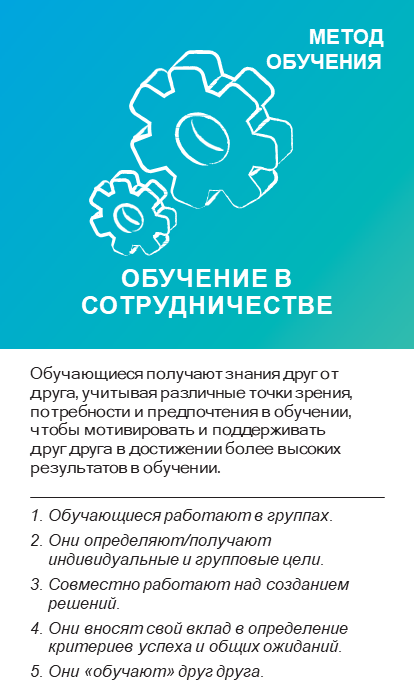 МЕТОД
ОБУЧЕНИЯ
ОБУЧЕНИЕ В
СОТРУДНИЧЕСТВЕ
Обучающиеся получают знания друг от
друга, учитывая различные точки зрения,
потребности и предпочтения в обучении,
чтобы мотивировать и поддерживать
друг друга в достижении более высоких
результатов в обучении.
1. Обучающиеся работают в группах.
2. Они определяют/получают
индивидуальные и групповые цели.
3. Совместно работают над созданием
решений.
4. Они вносят свой вклад в определение
критериев успеха и общих ожиданий.
5. Они «обучают» друг друга.